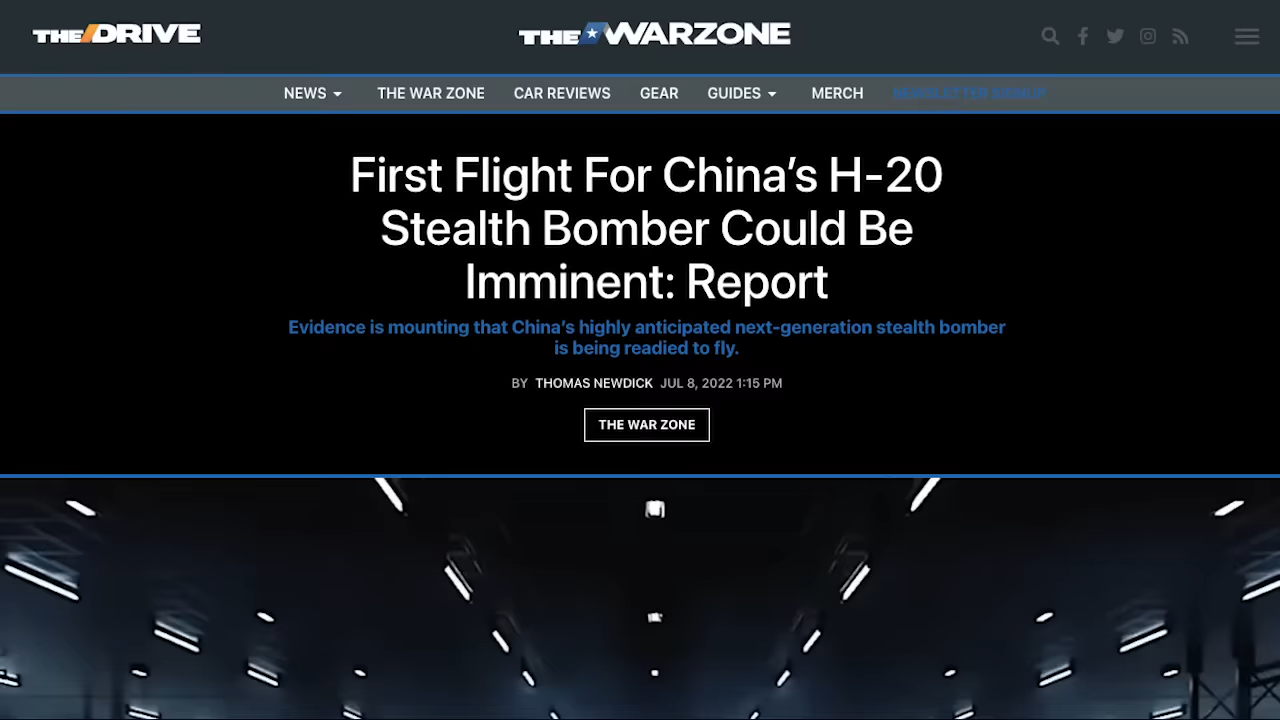 THE DRIVE
THE WARZONE
NEWS
THE WAR ZONE
CAR REVIEWS
GEAR
GUIDES
MERCH
NEWSLETTER SIGNUP
First Flight For China’s H-20
Stealth Bomber Could Be
Imminent: Report
Evidence is mounting that China’s highly anticipated next-generation stealth bomber
is being readied to fly.
BY THOMAS NEWDICK JUL 8, 2022 1:15 PM
THE WAR ZONE